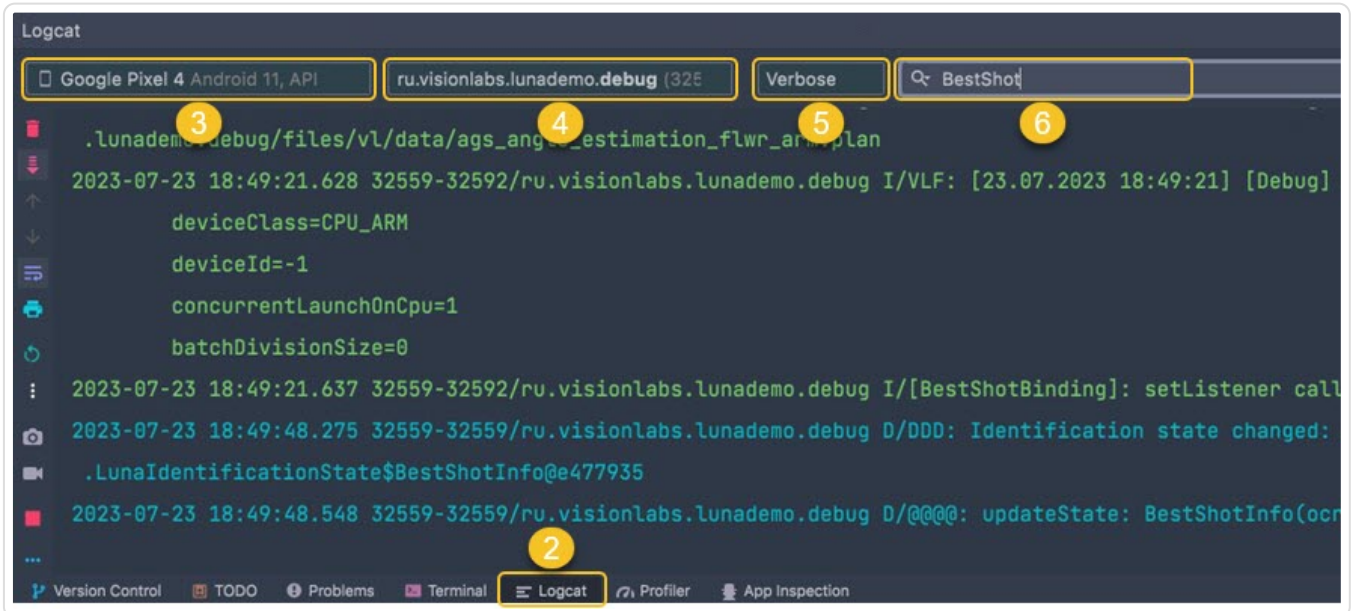 Logcat
Google Pixel 4 Android 11, API ru.visionlabs.lunademo.debug (325 Verbose BestShot
3 4 5 6
.lunademo.debug/files/vl/data/ags_angle_estimation_flwr_arm.plan
2023-07-23 18:49:21.628 32559-32592/ru.visionlabs.lunademo.debug I/VLF: [23.07.2023 18:49:21] [Debug]
deviceClass=CPU_ARM
deviceId=-1
concurrentLaunchOnCpu=1
batchDivisionSize=0
2023-07-23 18:49:21.637 32559-32592/ru.visionlabs.lunademo.debug I/[BestShotBinding]: setListener call
2023-07-23 18:49:48.275 32559-32559/ru.visionlabs.lunademo.debug D/DDD: Identification state changed:
.LunaIdentificationState$BestShotInfo@e477935
2023-07-23 18:49:48.548 32559-32559/ru.visionlabs.lunademo.debug D/@@@@: updateState: BestShotInfo(ocr
2
Version Control TODO Problems Terminal Logcat Profiler App Inspection